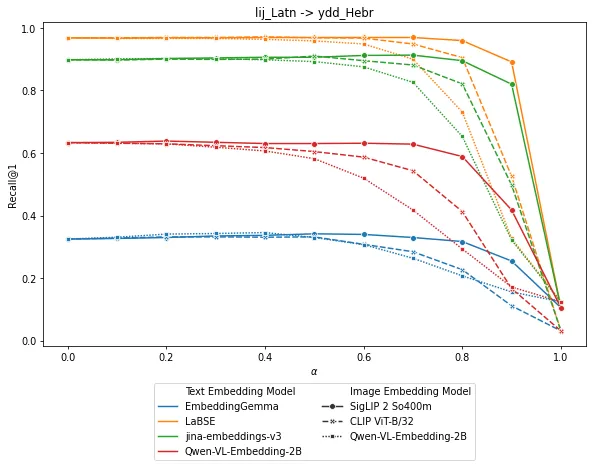 lij_Latn -> ydd_Hebr
1.0
0.8
0.6
0.4
0.2
0.0
Recall@1
0.0 0.2 0.4 0.6 0.8 1.0
α
Text Embedding Model
EmbeddingGemma
LaBSE
jina-embeddings-v3
Qwen-VL-Embedding-2B
Image Embedding Model
SigLIP 2 So400m
CLIP ViT-B/32
Qwen-VL-Embedding-2B